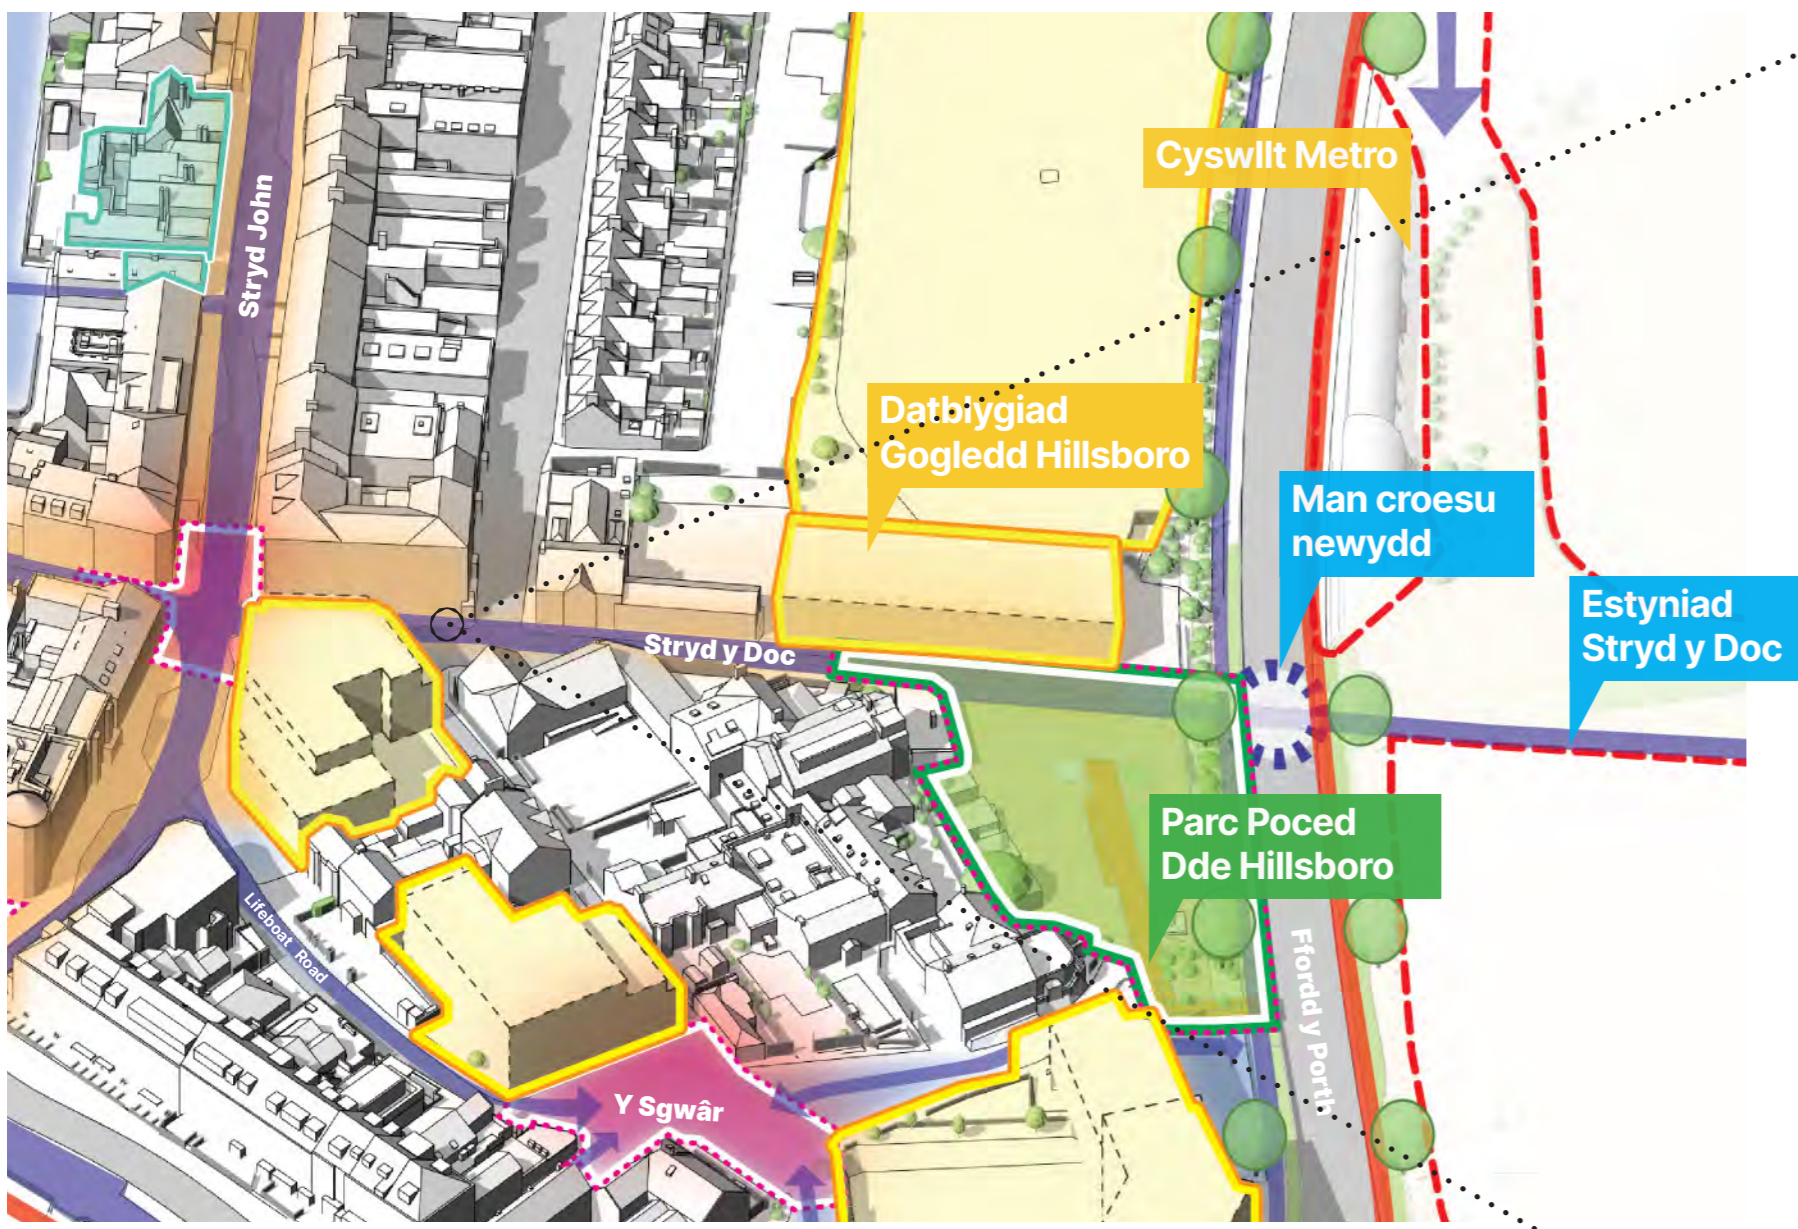 Cyswllt Metro
Stryd John
Datblygiad
Gogledd Hillsboro
Man croesu
newydd
Estyniad
Stryd y Doc
Stryd y Doc
Parc Poced
Dde Hillsboro
Lifeboat Road
Ffordd y Porth
Y Sgwâr